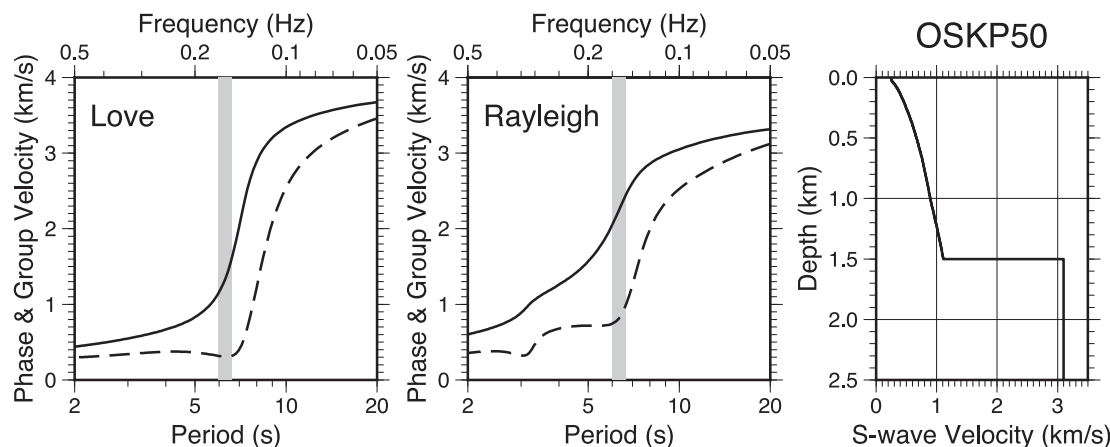 Frequency (Hz)
0.5 0.2 0.1 0.05
Phase & Group Velocity (km/s)
4
3
2
1
0
Love
2 5 10 20
Period (s)
Frequency (Hz)
0.5 0.2 0.1 0.05
Phase & Group Velocity (km/s)
4
3
2
1
0
Rayleigh
2 5 10 20
Period (s)
OSKP50
Depth (km)
0.0
0.5
1.0
1.5
2.0
2.5
0 1 2 3
S-wave Velocity (km/s)